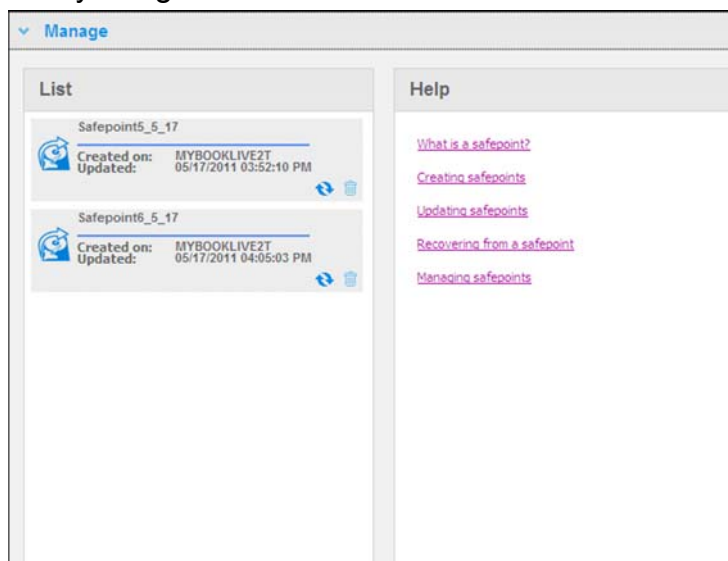 Manage
List
Safepoint5_5_17
Created on: MYBOOKLIVE2T
Updated: 05/17/2011 03:52:10 PM
Safepoint6_5_17
Created on: MYBOOKLIVE2T
Updated: 05/17/2011 04:05:03 PM
Help
What is a safepoint?
Creating safepoints
Updating safepoints
Recovering from a safepoint
Managing safepoints